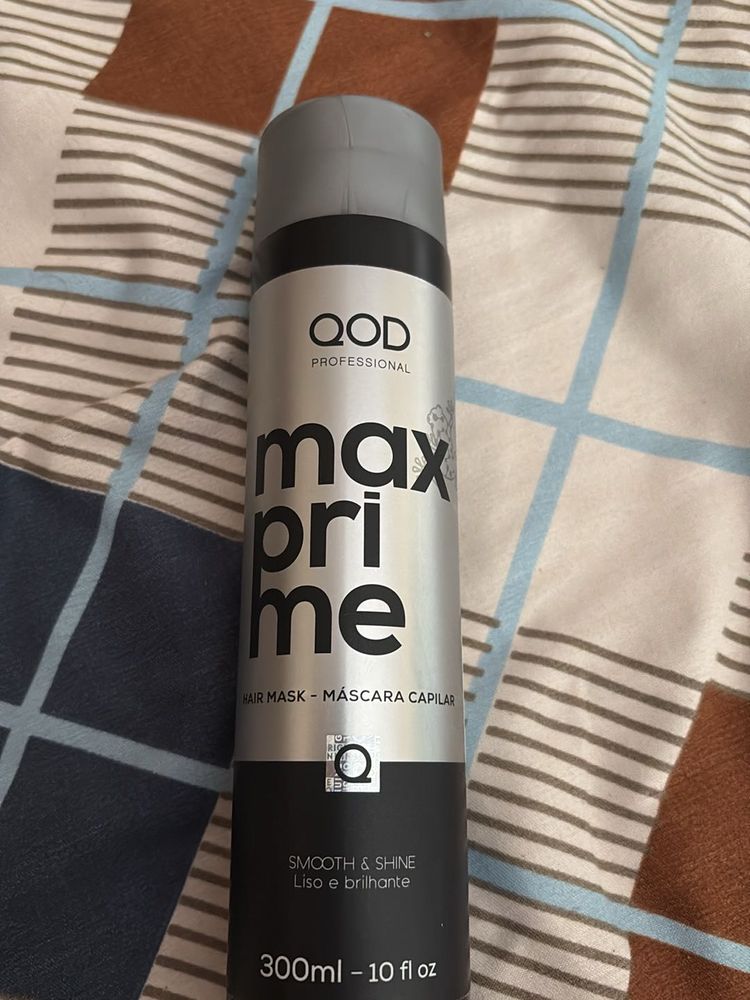 QOD
PROFESSIONAL
max
pri
me
HAIR MASK - MÁSCARA CAPILAR
Q
SMOOTH & SHINE
Liso e brilhante
300ml - 10 fl oz